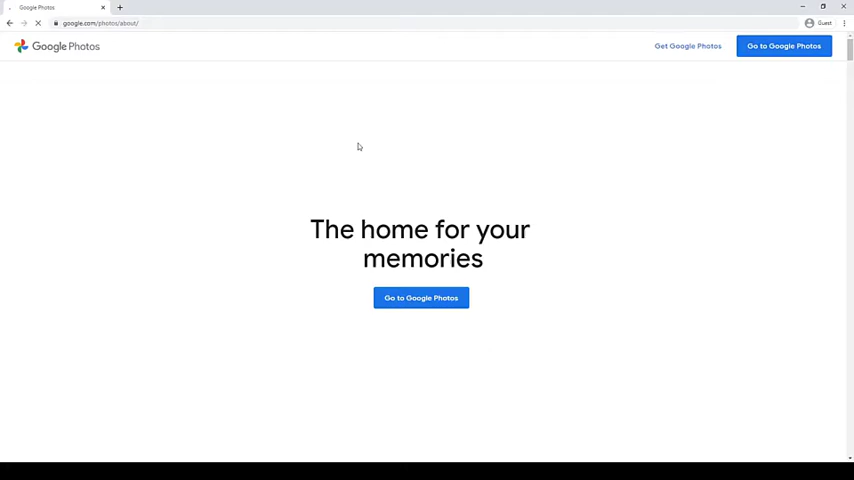 Google Photos
google.com/photos/about/
Guest
Google Photos
Get Google Photos
Go to Google Photos
The home for your
memories
Go to Google Photos